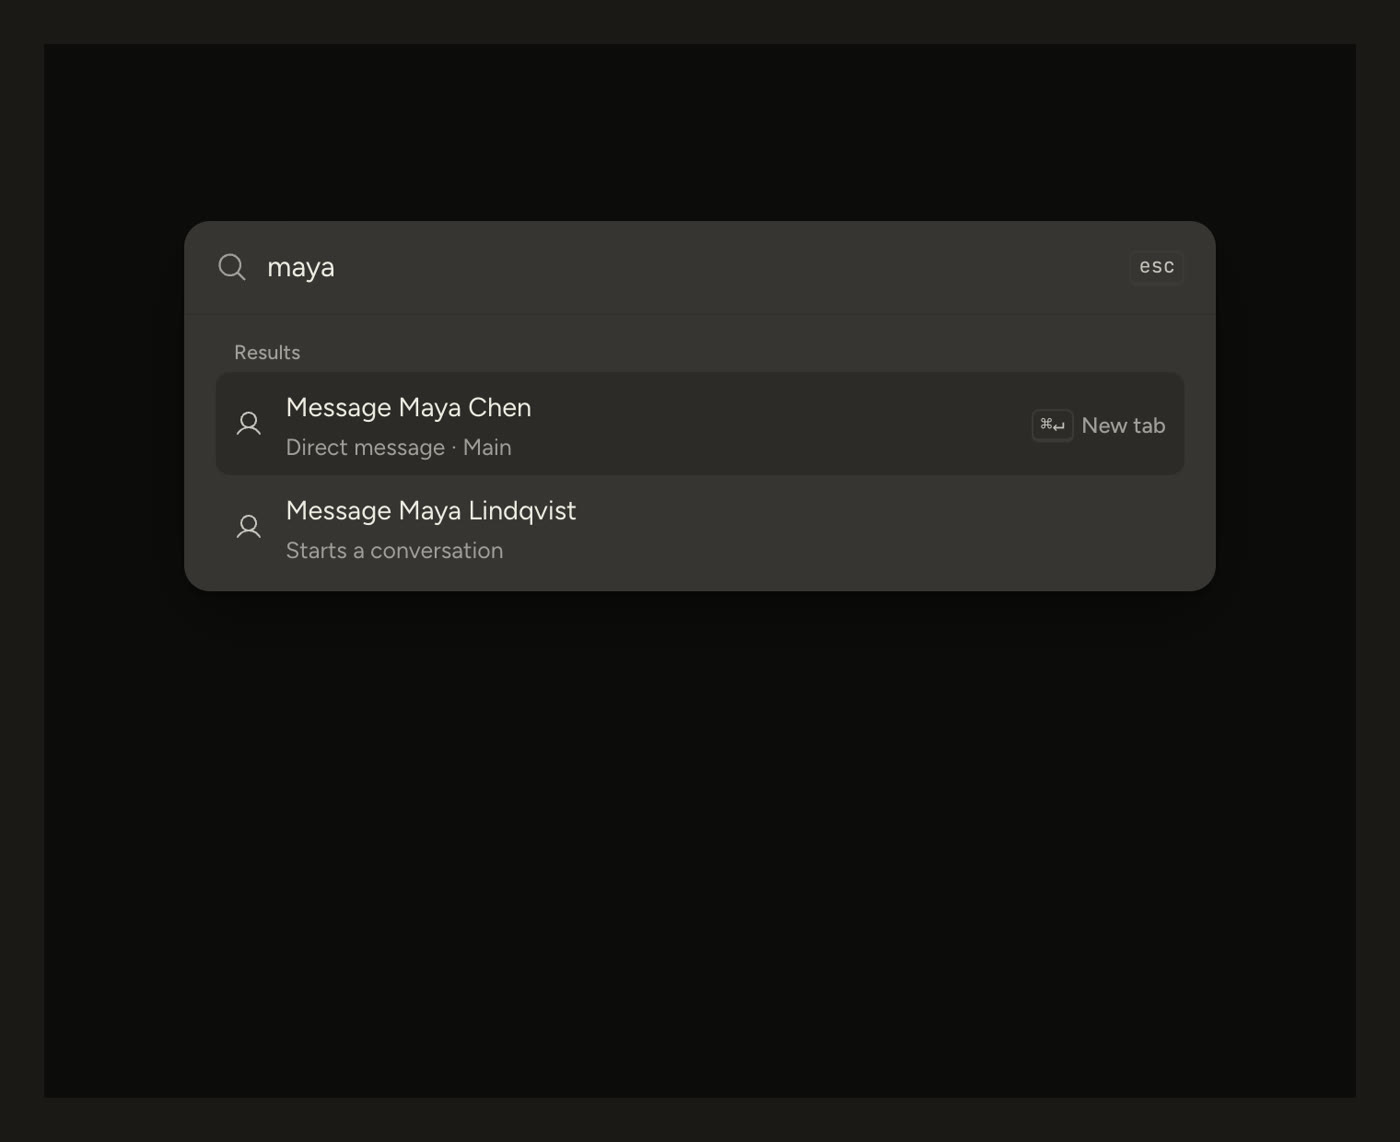 maya
esc
Results
Message Maya Chen
Direct message · Main
⌘↵ New tab
Message Maya Lindqvist
Starts a conversation